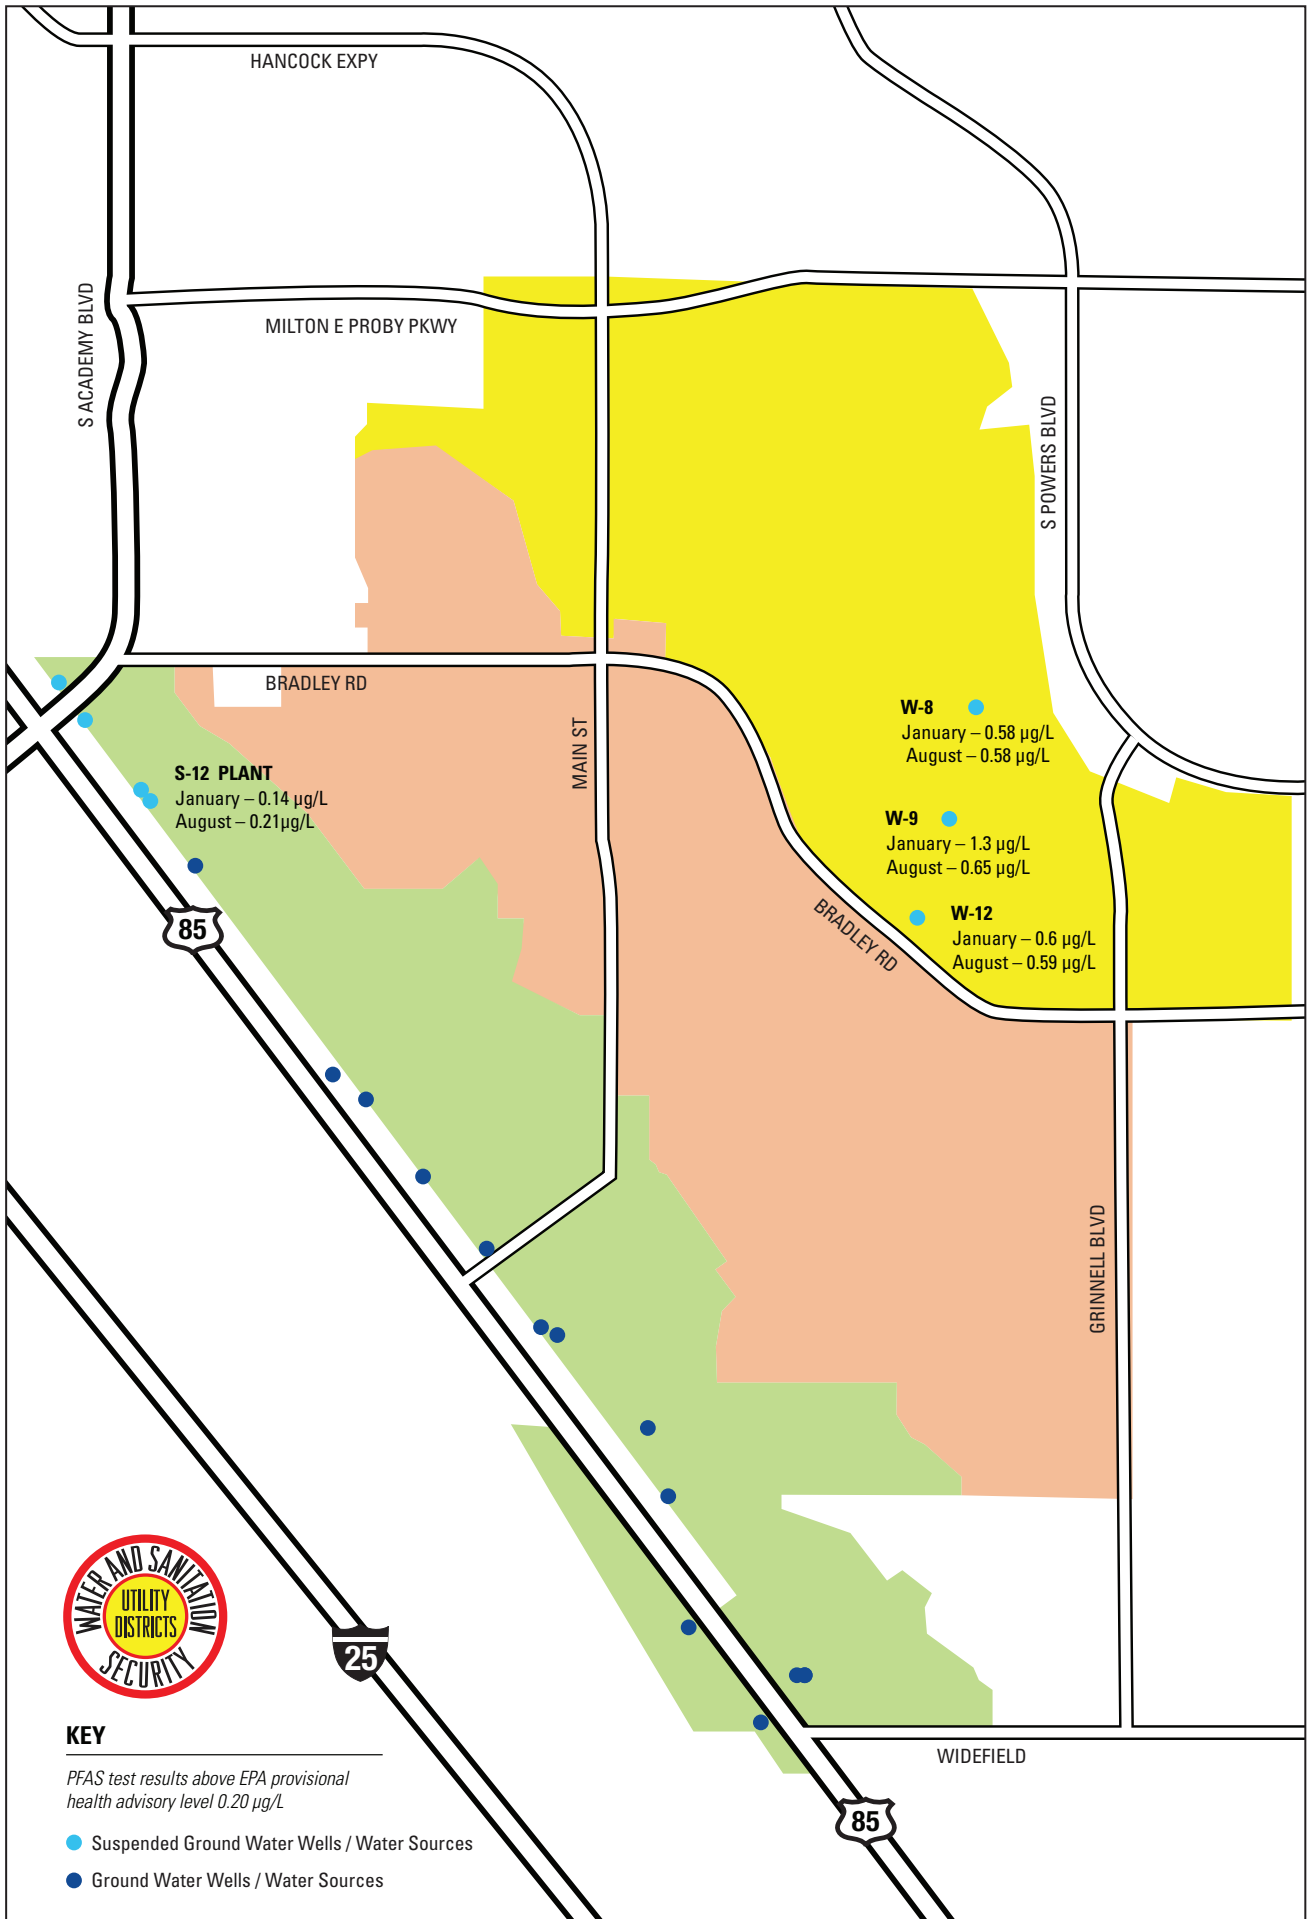 HANCOCK EXPY
S ACADEMY BLVD
MILTON E PROBY PKWY
S POWERS BLVD
BRADLEY RD
MAIN ST
W-8
January – 0.58 µg/L
August – 0.58 µg/L
S-12 PLANT
January – 0.14 µg/L
August – 0.21µg/L
W-9
January – 1.3 µg/L
August – 0.65 µg/L
W-12
January – 0.6 µg/L
August – 0.59 µg/L
BRADLEY RD
85
GRINNELL BLVD
WATER AND SANITATION
UTILITY
DISTRICTS
SECURITY
25
WIDEFIELD
85
KEY
PFAS test results above EPA provisional
health advisory level 0.20 µg/L
Suspended Ground Water Wells / Water Sources
Ground Water Wells / Water Sources